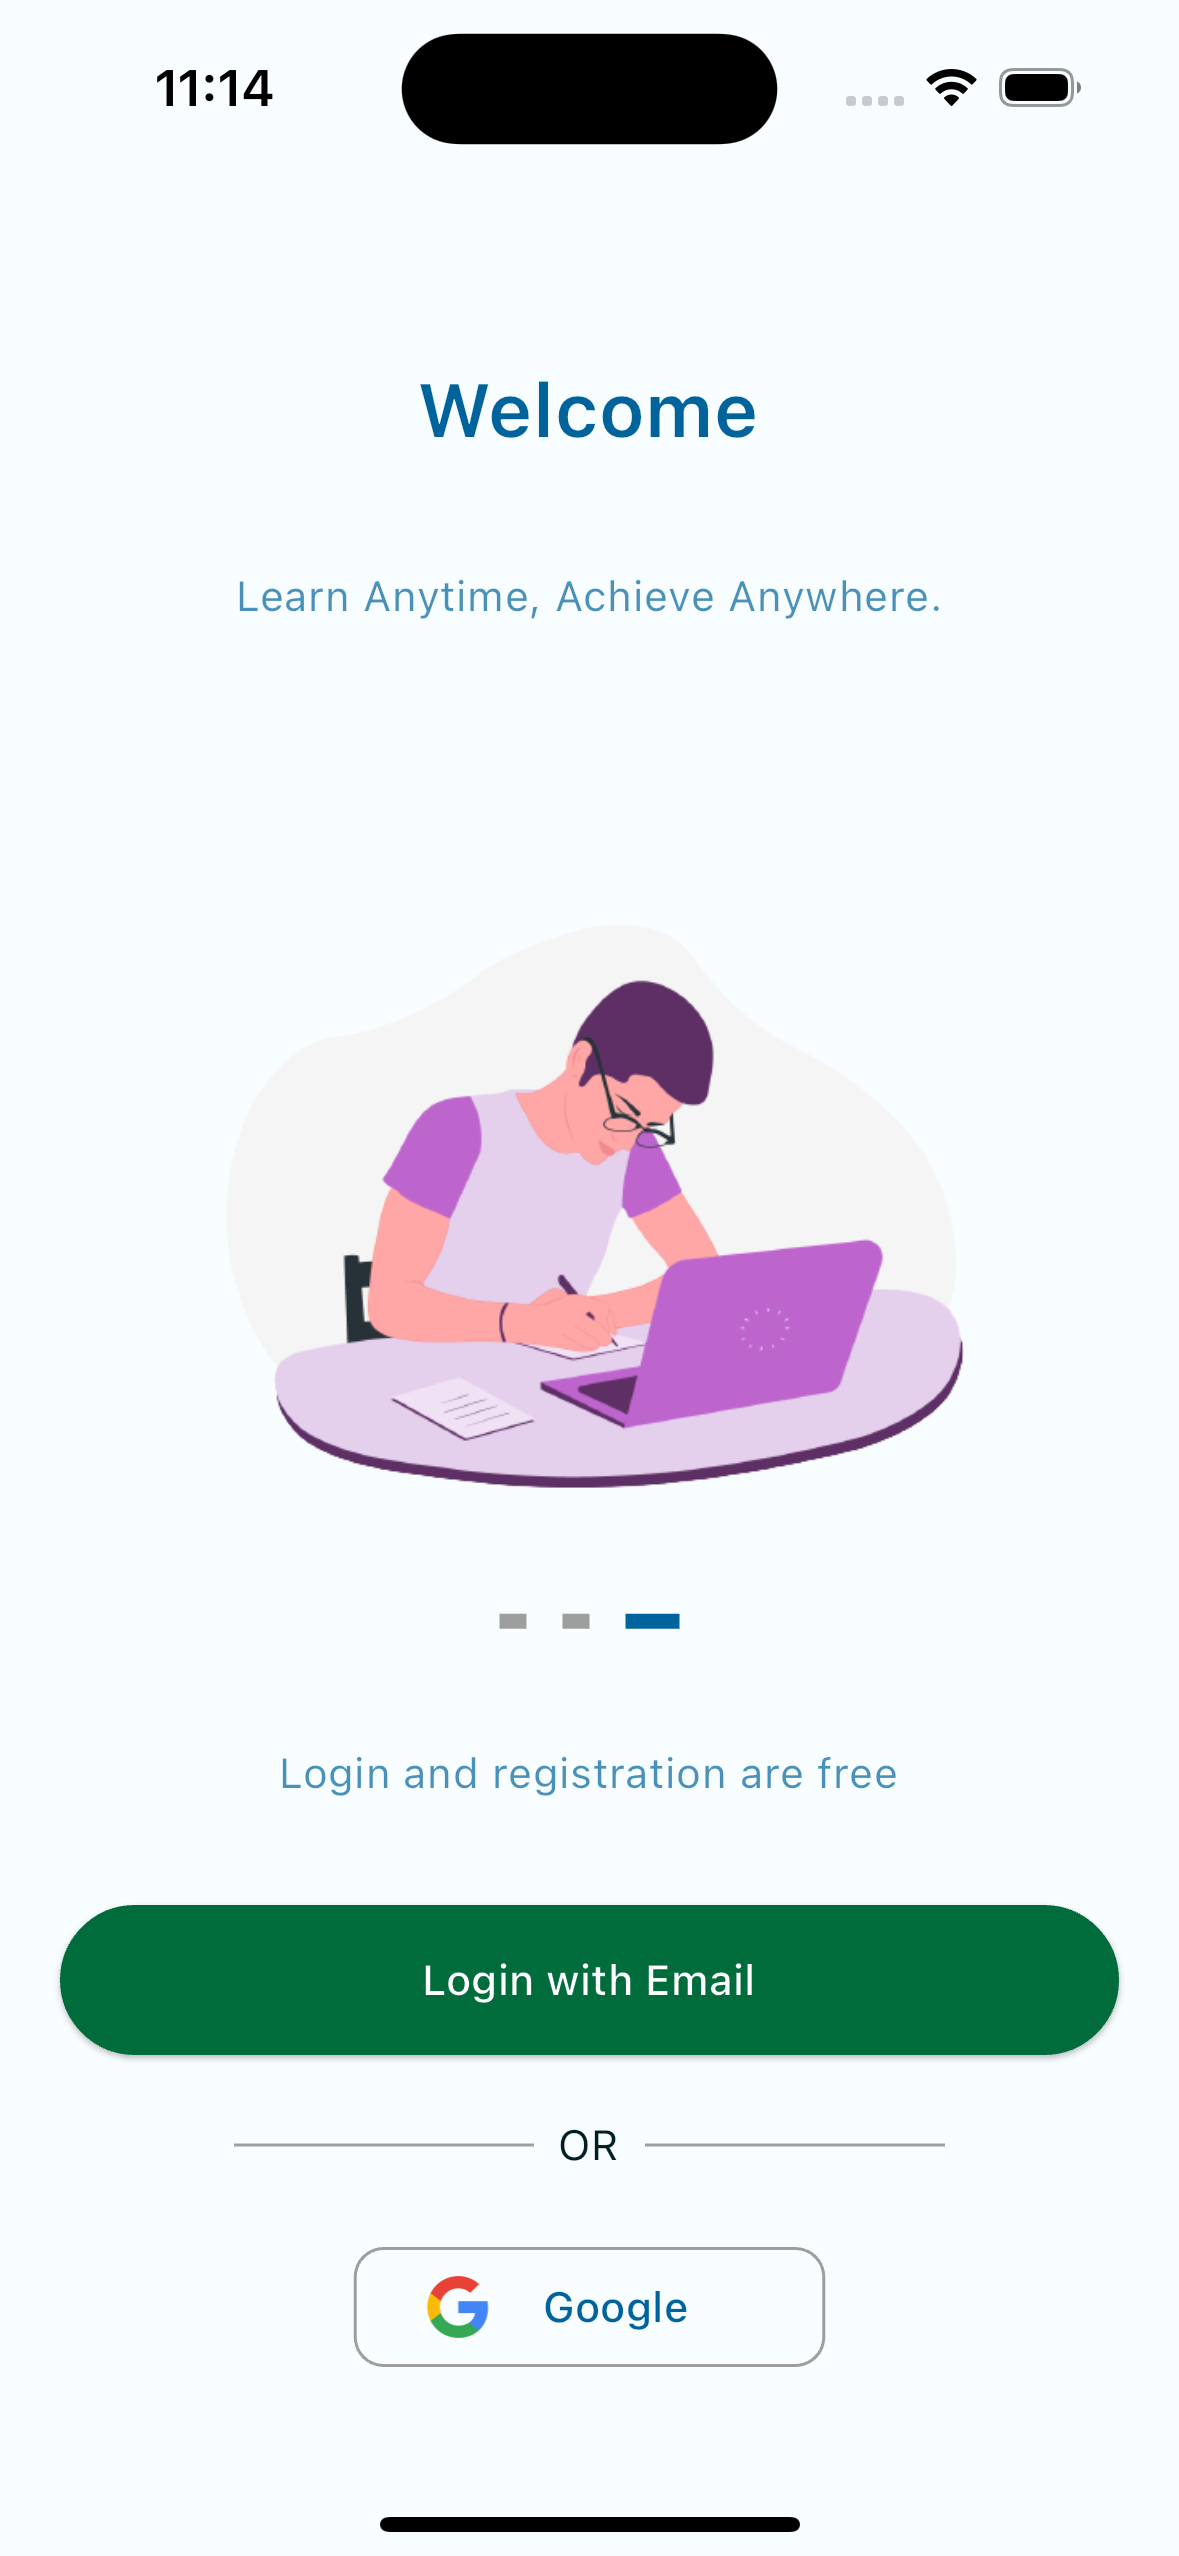 11:14
Welcome
Learn Anytime, Achieve Anywhere.
Login and registration are free
Login with Email
OR
Google